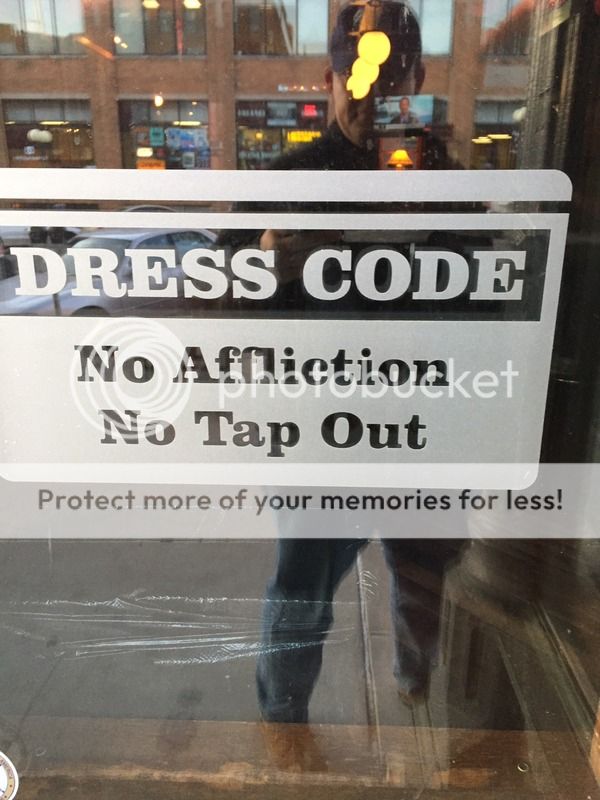 DRESS CODE
No Affliction
photobucket
No Tap Out
Protect more of your memories for less!